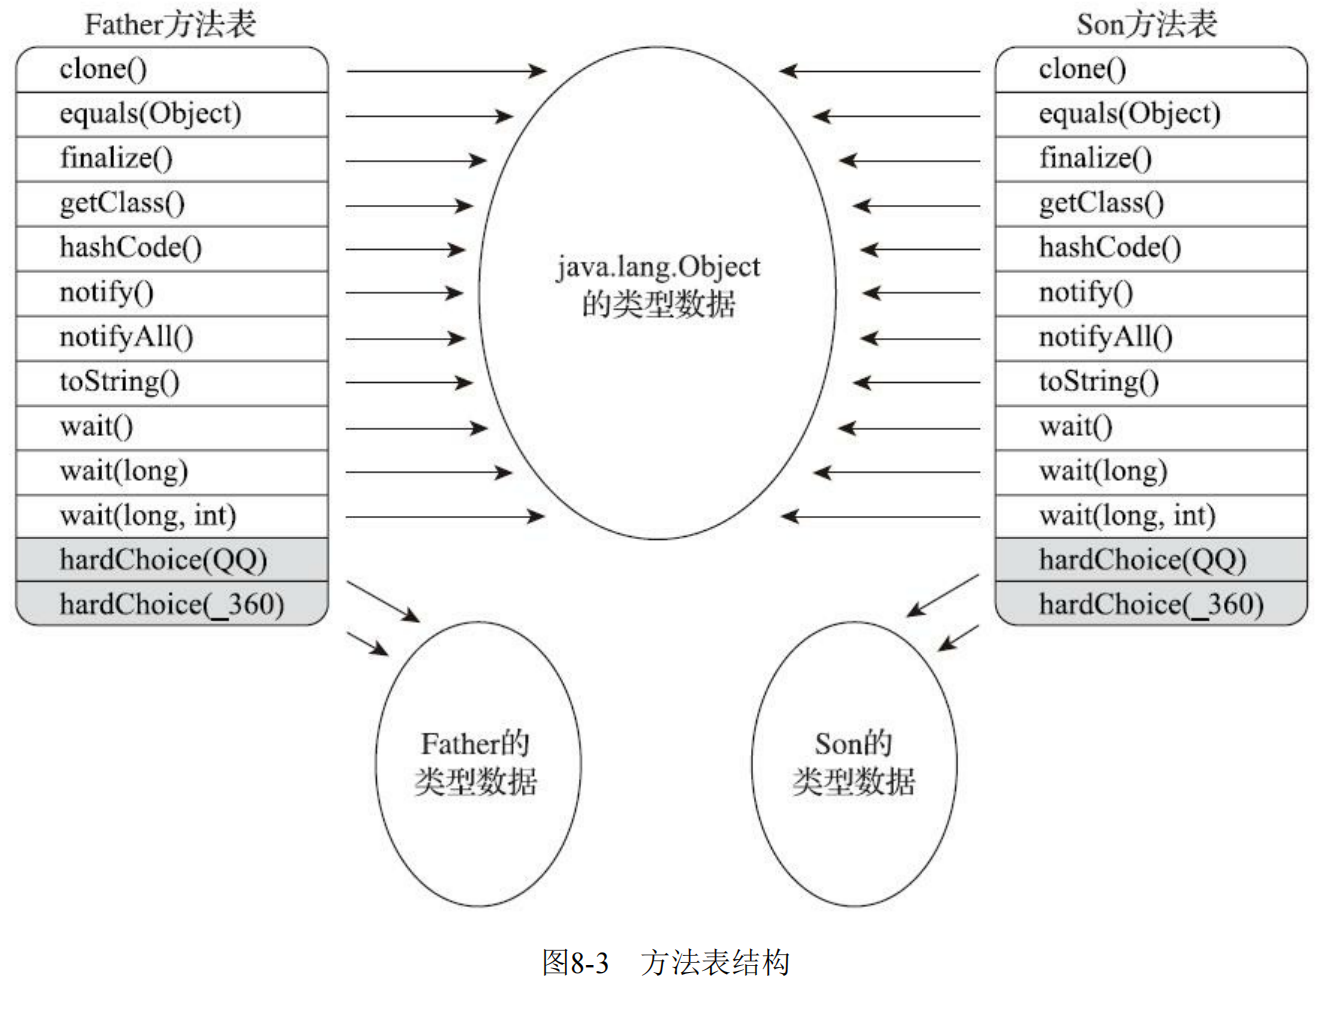 Father方法表
clone()
equals(Object)
finalize()
getClass()
hashCode()
notify()
notifyAll()
toString()
wait()
wait(long)
wait(long, int)
hardChoice(QQ)
hardChoice(_360)
java.lang.Object
的类型数据
Son方法表
clone()
equals(Object)
finalize()
getClass()
hashCode()
notify()
notifyAll()
toString()
wait()
wait(long)
wait(long, int)
hardChoice(QQ)
hardChoice(_360)
Father的
类型数据
Son的
类型数据
图8-3 方法表结构